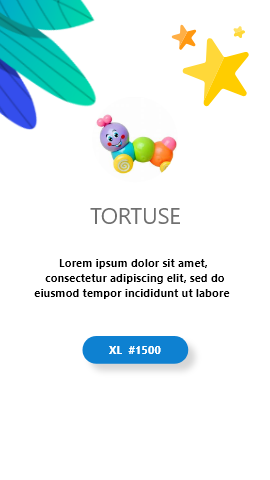 TORTUSE
Lorem ipsum dolor sit amet,
consectetur adipiscing elit, sed do
eiusmod tempor incididunt ut labore
XL #1500